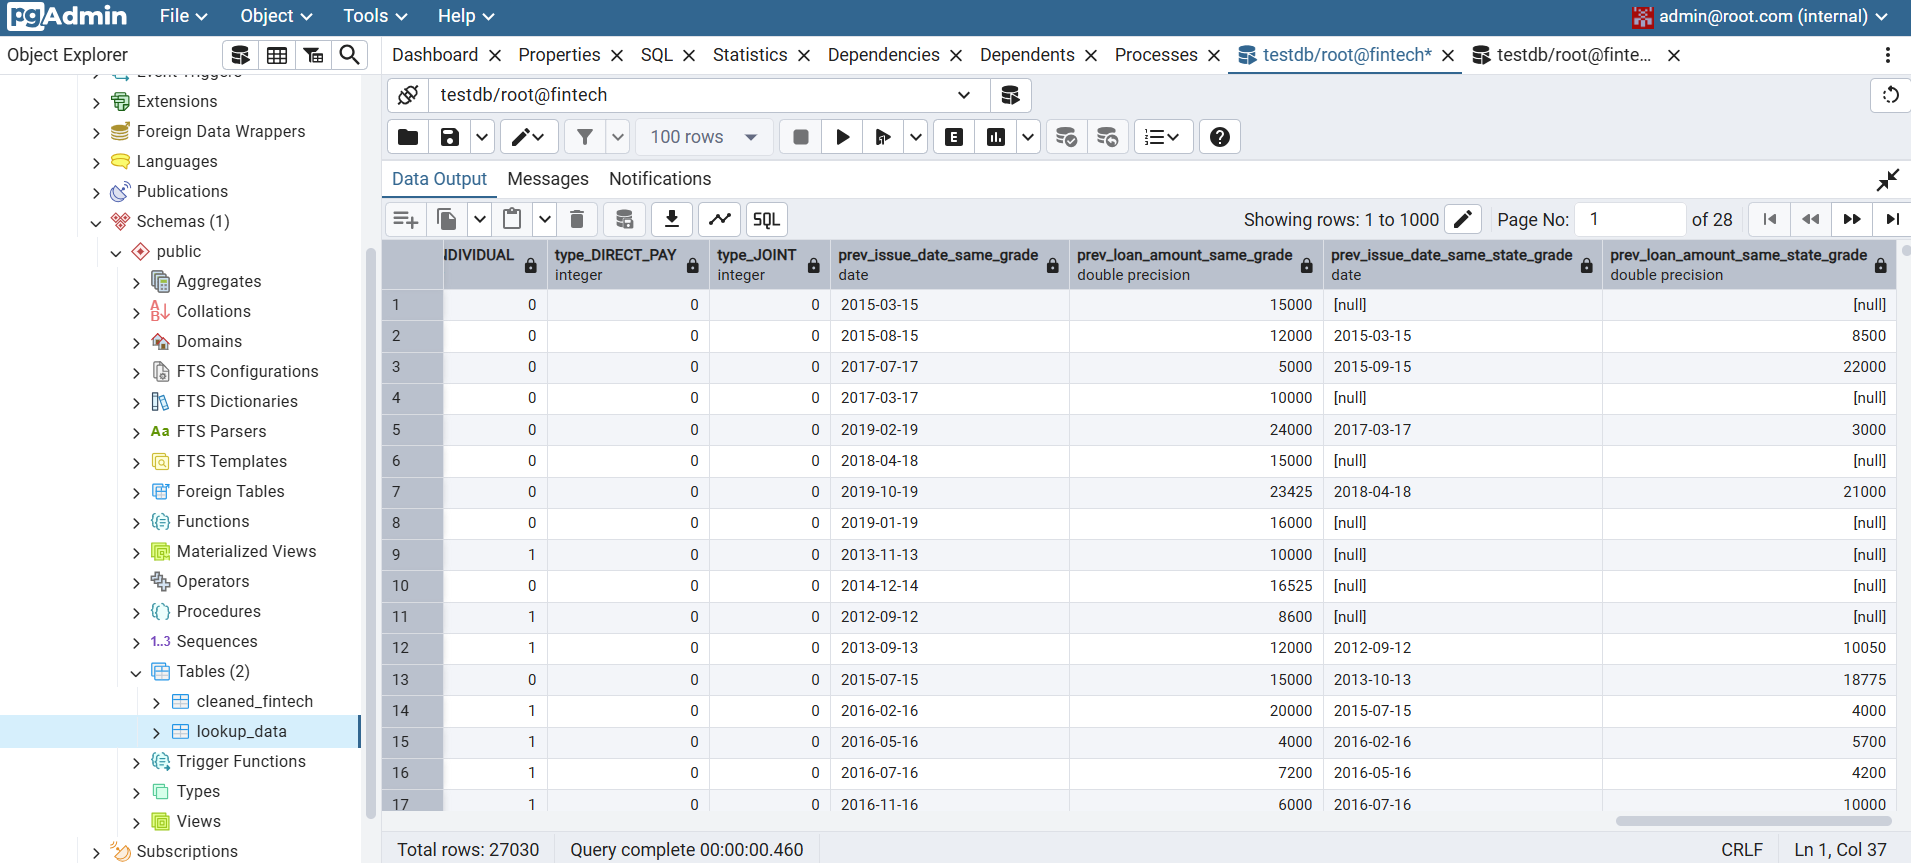 pgAdmin File Object Tools Help admin@root.com (internal)
Object Explorer
Dashboard Properties SQL Statistics Dependencies Dependents Processes testdb/root@fintech* testdb/root@finte...
Event Triggers
Extensions
Foreign Data Wrappers
Languages
Publications
Schemas (1)
public
Aggregates
Collations
Domains
FTS Configurations
FTS Dictionaries
Aa FTS Parsers
FTS Templates
Foreign Tables
Functions
Materialized Views
Operators
Procedures
1..3 Sequences
Tables (2)
cleaned_fintech
lookup_data
Trigger Functions
Types
Views
Subscriptions
testdb/root@fintech
100 rows E
Data Output Messages Notifications
SQL Showing rows: 1 to 1000 Page No: 1 of 28
NDIVIDUAL type_DIRECT_PAY type_JOINT prev_issue_date_same_grade prev_loan_amount_same_grade prev_issue_date_same_state_grade prev_loan_amount_same_state_grade
integer integer date double precision date double precision
1 0 0 0 2015-03-15 15000 [null] [null]
2 0 0 0 2015-08-15 12000 2015-03-15 8500
3 0 0 0 2017-07-17 5000 2015-09-15 22000
4 0 0 0 2017-03-17 10000 [null] [null]
5 0 0 0 2019-02-19 24000 2017-03-17 3000
6 0 0 0 2018-04-18 15000 [null] [null]
7 0 0 0 2019-10-19 23425 2018-04-18 21000
8 0 0 0 2019-01-19 16000 [null] [null]
9 1 0 0 2013-11-13 10000 [null] [null]
10 0 0 0 2014-12-14 16525 [null] [null]
11 1 0 0 2012-09-12 8600 [null] [null]
12 1 0 0 2013-09-13 12000 2012-09-12 10050
13 0 0 0 2015-07-15 15000 2013-10-13 18775
14 1 0 0 2016-02-16 20000 2015-07-15 4000
15 1 0 0 2016-05-16 4000 2016-02-16 5700
16 1 0 0 2016-07-16 7200 2016-05-16 4200
17 1 0 0 2016-11-16 6000 2016-07-16 10000
Total rows: 27030 Query complete 00:00:00.460 CRLF Ln 1, Col 37